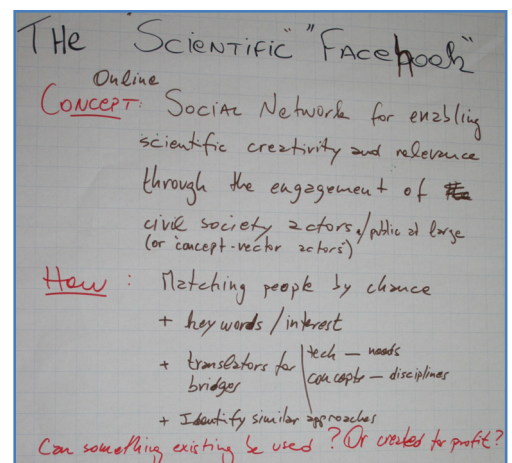 THe "Scientific" "Facebook"
Online
CONCEPT: Social Network for enabling
scientific creativity and relevance
through the engagement of
civil society actors,/public at large
(or 'concept-vector actors')
How : Matching people by chance
+ key words/interest
+ translators for | tech – needs
bridges | concepts – disciplines
+ Identify similar approaches
Can something existing be used? Or created for profit?